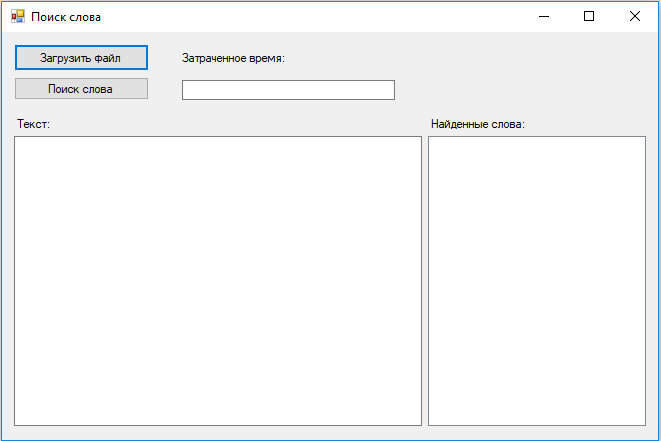 Поиск слова
Загрузить файл
Затраченное время:
Поиск слова
Текст:
Найденные слова: